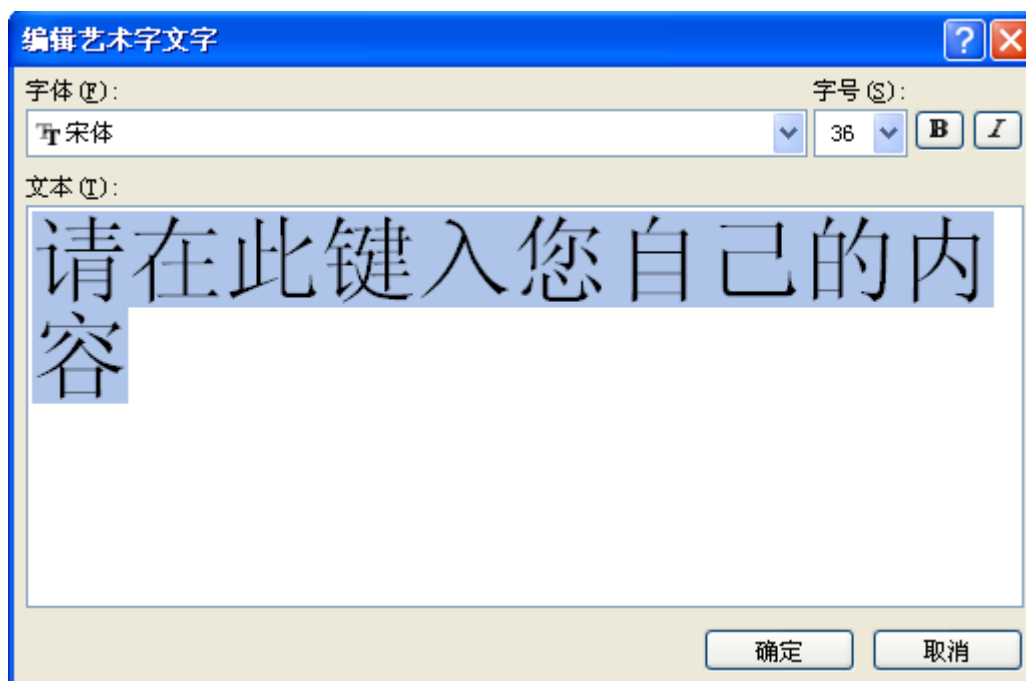 编辑艺术字文字
字体(F): 字号(S):
宋体 36 B I
文本(T):
请在此键入您自己的内
容
确定 取消